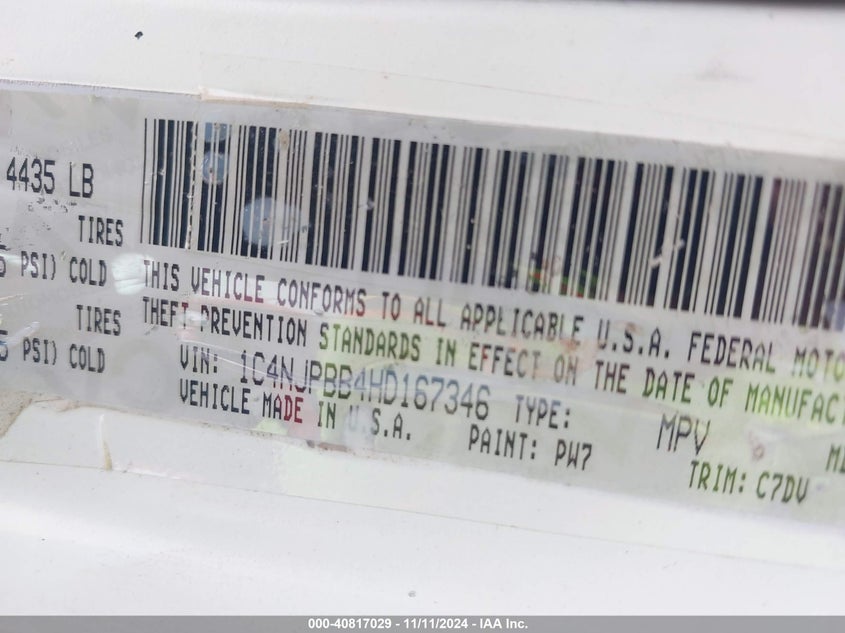 4435 LB
TIRES
PSI) COLD
TIRES
PSI) COLD
THIS VEHICLE CONFORMS TO ALL APPLICABLE U.S.A. FEDERAL MOTO
THEFT PREVENTION STANDARDS IN EFFECT ON THE DATE OF MANUFACT
VIN: 1C4NJPBB4HD167346 TYPE: MPV
VEHICLE MADE IN U.S.A. PAINT: PW7 TRIM: C7DV
000-40817029 - 11/11/2024 - IAA Inc.